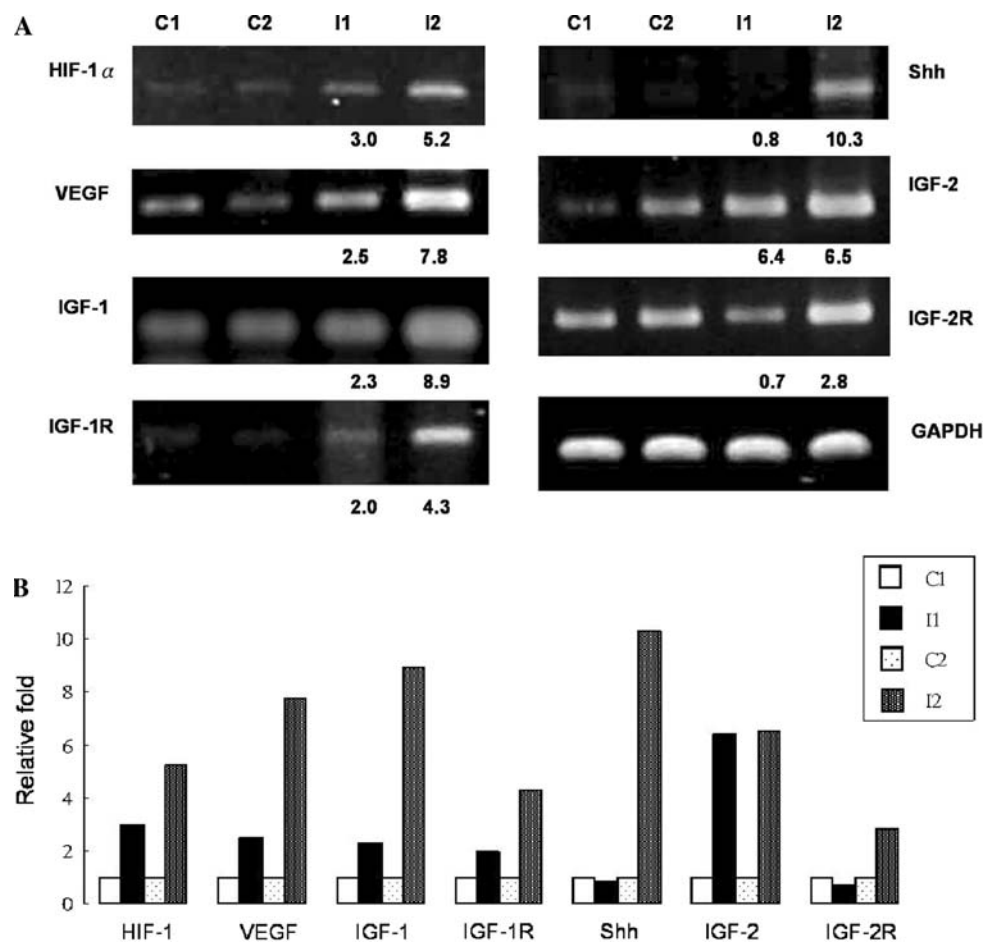 A
C1 C2 I1 I2
HIF-1α
3.0 5.2
VEGF
2.5 7.8
IGF-1
2.3 8.9
IGF-1R
2.0 4.3
C1 C2 I1 I2
Shh
0.8 10.3
IGF-2
6.4 6.5
IGF-2R
0.7 2.8
GAPDH
B
Relative fold
12
10
8
6
4
2
0
HIF-1 VEGF IGF-1 IGF-1R Shh IGF-2 IGF-2R
C1
I1
C2
I2